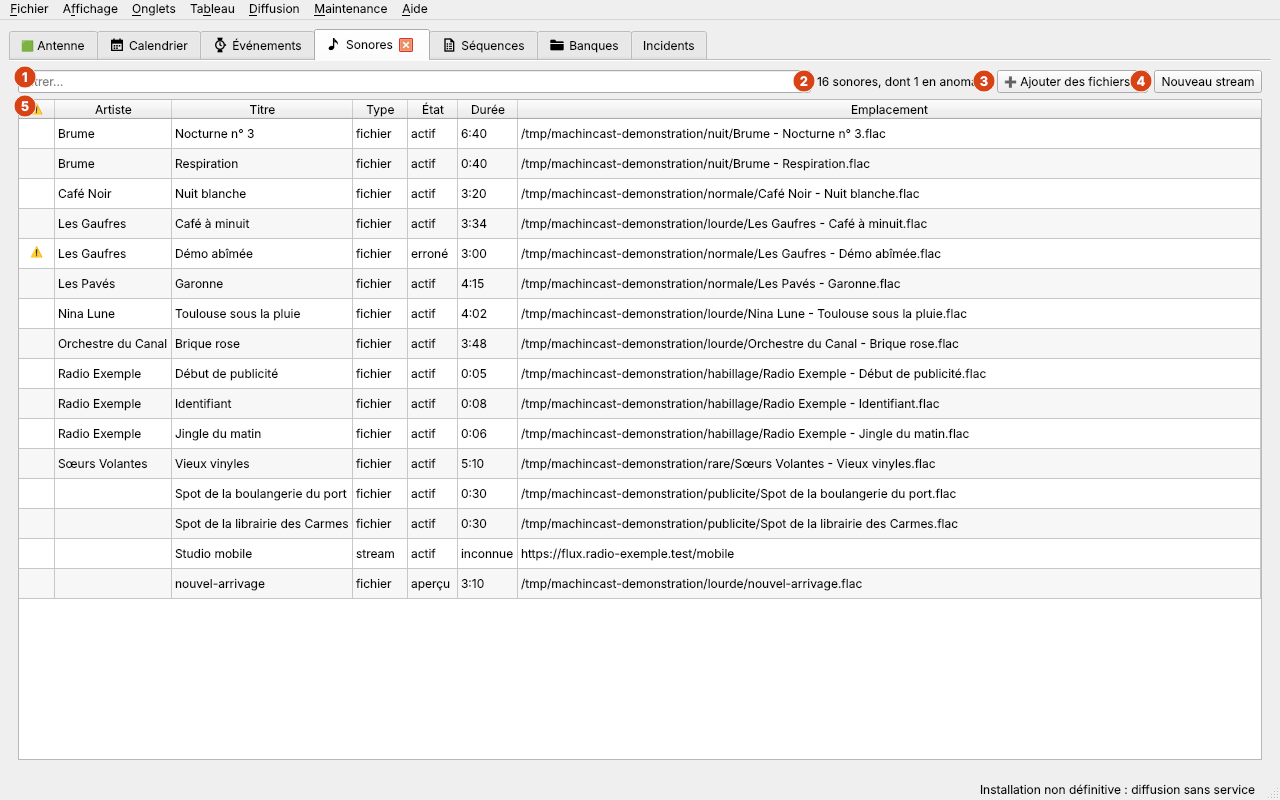 Fichier Affichage Onglets Tableau Diffusion Maintenance Aide
Antenne Calendrier Événements Sonores Séquences Banques Incidents
1 trer... 2 16 sonores, dont 1 en 3 Ajouter des fichiers 4 Nouveau stream
5 Artiste Titre Type État Durée Emplacement
Brume Nocturne n° 3 fichier actif 6:40 /tmp/machincast-demonstration/nuit/Brume - Nocturne n° 3.flac
Brume Respiration fichier actif 0:40 /tmp/machincast-demonstration/nuit/Brume - Respiration.flac
Café Noir Nuit blanche fichier actif 3:20 /tmp/machincast-demonstration/normale/Café Noir - Nuit blanche.flac
Les Gaufres Café à minuit fichier actif 3:34 /tmp/machincast-demonstration/lourde/Les Gaufres - Café à minuit.flac
Les Gaufres Démo abîmée fichier erroné 3:00 /tmp/machincast-demonstration/normale/Les Gaufres - Démo abîmée.flac
Les Pavés Garonne fichier actif 4:15 /tmp/machincast-demonstration/normale/Les Pavés - Garonne.flac
Nina Lune Toulouse sous la pluie fichier actif 4:02 /tmp/machincast-demonstration/lourde/Nina Lune - Toulouse sous la pluie.flac
Orchestre du Canal Brique rose fichier actif 3:48 /tmp/machincast-demonstration/lourde/Orchestre du Canal - Brique rose.flac
Radio Exemple Début de publicité fichier actif 0:05 /tmp/machincast-demonstration/habillage/Radio Exemple - Début de publicité.flac
Radio Exemple Identifiant fichier actif 0:08 /tmp/machincast-demonstration/habillage/Radio Exemple - Identifiant.flac
Radio Exemple Jingle du matin fichier actif 0:06 /tmp/machincast-demonstration/habillage/Radio Exemple - Jingle du matin.flac
Sœurs Volantes Vieux vinyles fichier actif 5:10 /tmp/machincast-demonstration/rare/Sœurs Volantes - Vieux vinyles.flac
Spot de la boulangerie du port fichier actif 0:30 /tmp/machincast-demonstration/publicite/Spot de la boulangerie du port.flac
Spot de la librairie des Carmes fichier actif 0:30 /tmp/machincast-demonstration/publicite/Spot de la librairie des Carmes.flac
Studio mobile stream actif inconnue https://flux.radio-exemple.test/mobile
nouvel-arrivage fichier aperçu 3:10 /tmp/machincast-demonstration/lourde/nouvel-arrivage.flac
Installation non définitive : diffusion sans service